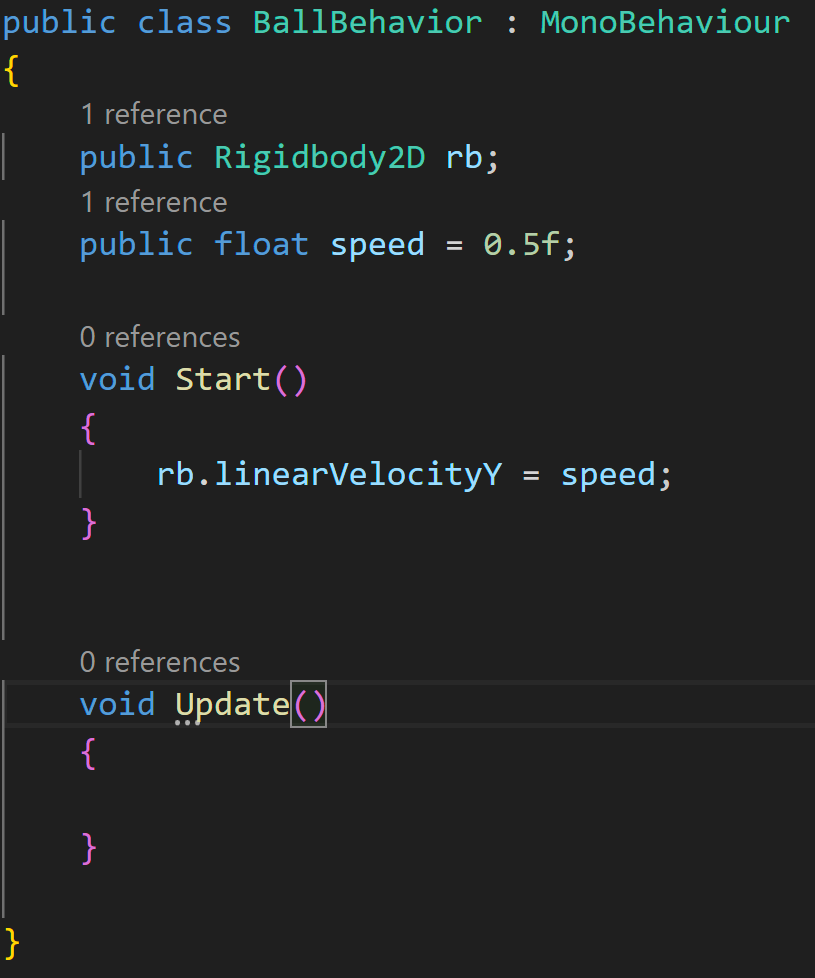 public class BallBehavior : MonoBehaviour
{
1 reference
public Rigidbody2D rb;
1 reference
public float speed = 0.5f;
0 references
void Start()
{
rb.linearVelocityY = speed;
}
0 references
void Update()
{
}
}